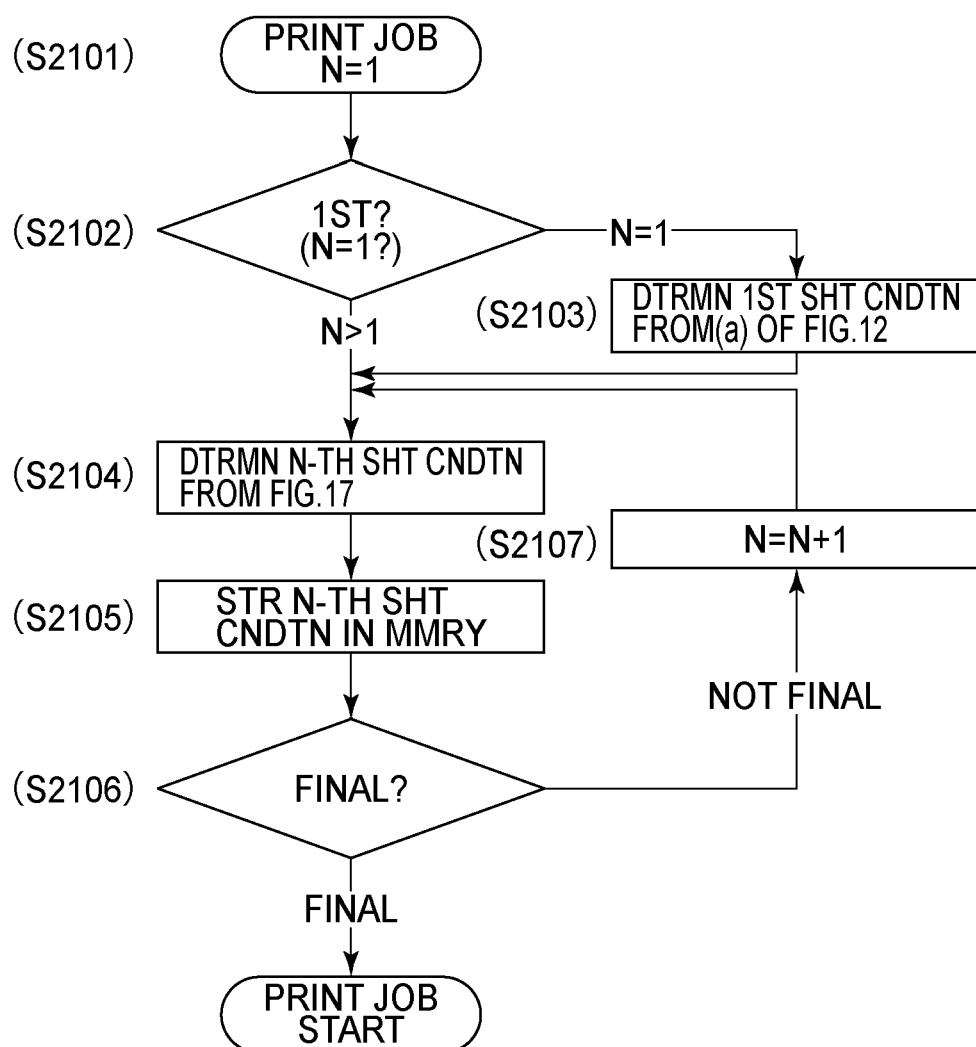 (S2101)
PRINT JOB
N=1
(S2102)
1ST?
(N=1?)
N=1
N>1
(S2103)
DTRMN 1ST SHT CNDTN
FROM(a) OF FIG.12
(S2104)
DTRMN N-TH SHT CNDTN
FROM FIG.17
(S2107)
N=N+1
(S2105)
STR N-TH SHT
CNDTN IN MMRY
NOT FINAL
(S2106)
FINAL?
FINAL
PRINT JOB
START